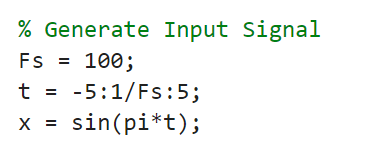 % Generate Input Signal
Fs = 100;
t = -5:1/Fs:5;
x = sin(pi*t);